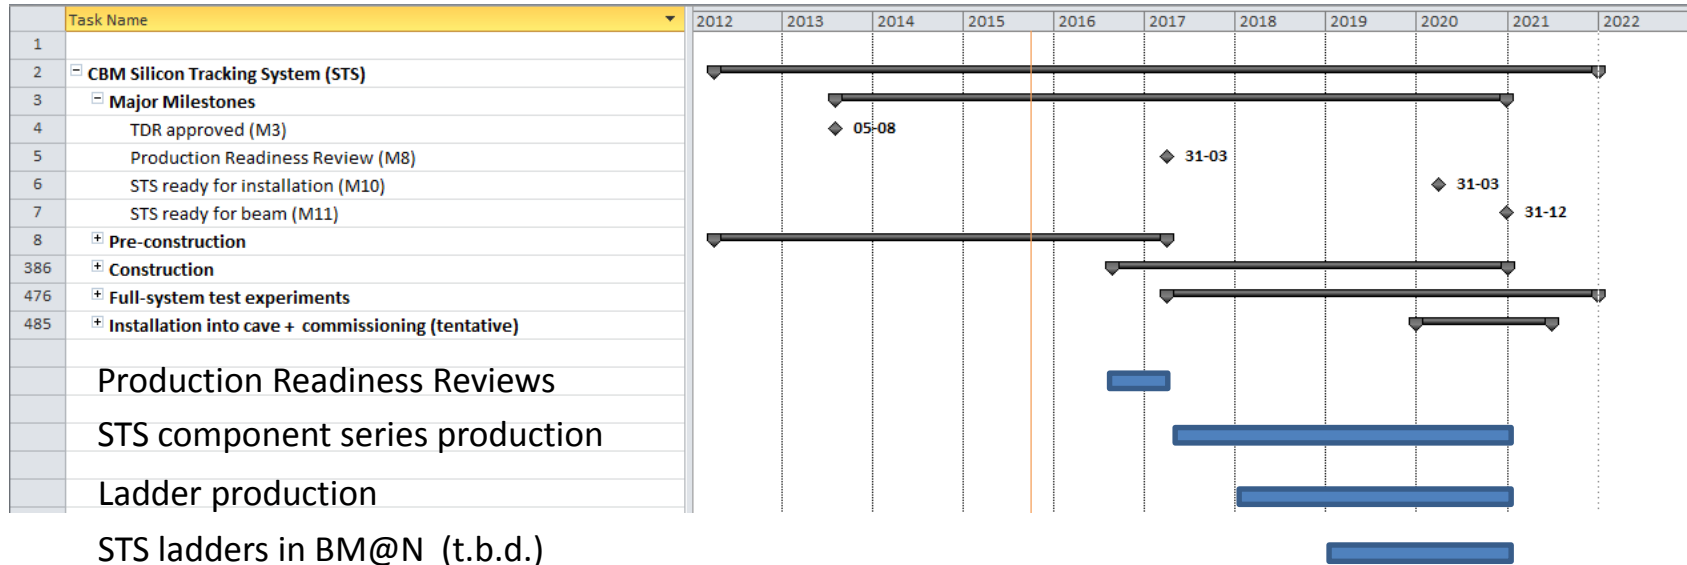 Task Name 2012 2013 2014 2015 2016 2017 2018 2019 2020 2021 2022
1
2 CBM Silicon Tracking System (STS)
3 Major Milestones
4 TDR approved (M3) 05-08
5 Production Readiness Review (M8) 31-03
6 STS ready for installation (M10) 31-03
7 STS ready for beam (M11) 31-12
8 Pre-construction
386 Construction
476 Full-system test experiments
485 Installation into cave + commissioning (tentative)
Production Readiness Reviews
STS component series production
Ladder production
STS ladders in BM@N (t.b.d.)